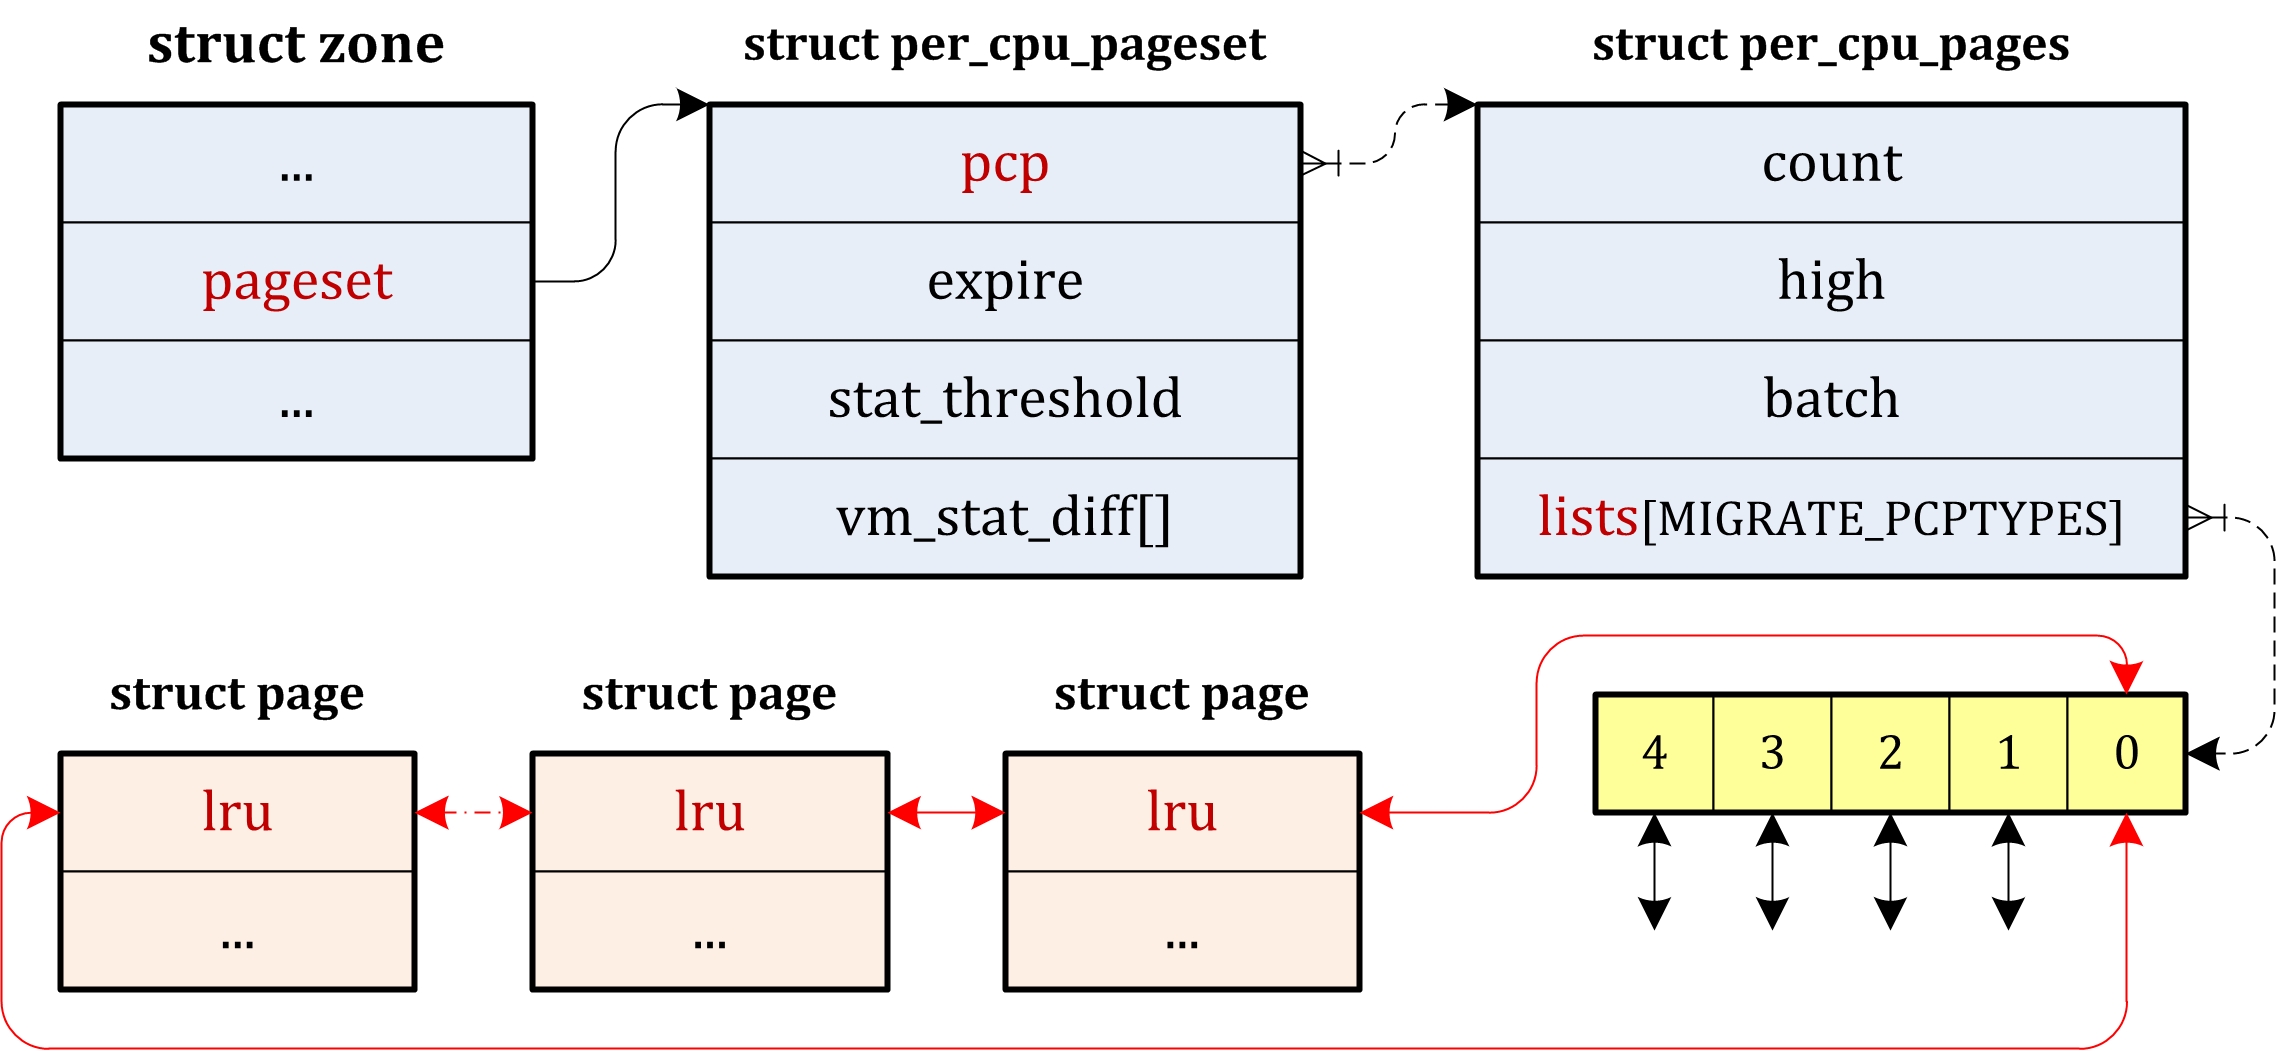 struct zone
...
pageset
...
struct per_cpu_pageset
pcp
expire
stat_threshold
vm_stat_diff[]
struct per_cpu_pages
count
high
batch
lists[MIGRATE_PCPTYPES]
struct page
lru
...
struct page
lru
...
struct page
lru
...
4 3 2 1 0